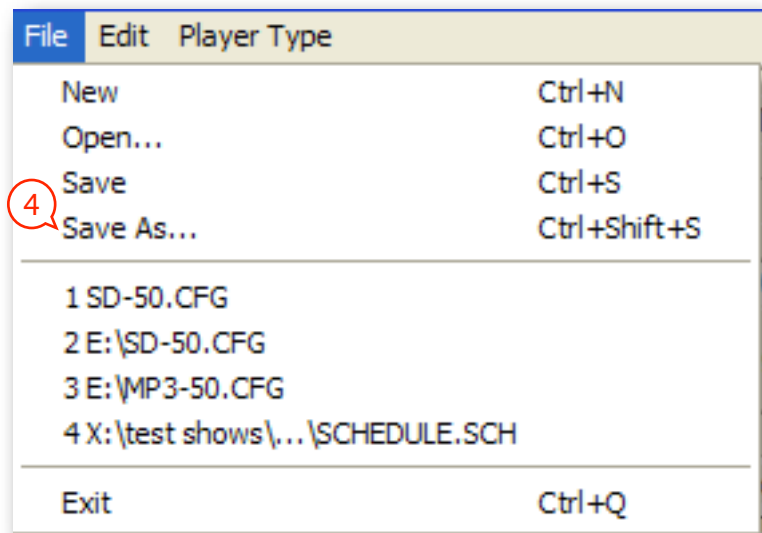 File Edit Player Type
New Ctrl+N
Open... Ctrl+O
Save Ctrl+S
4
Save As... Ctrl+Shift+S
1 SD-50.CFG
2 E:\SD-50.CFG
3 E:\MP3-50.CFG
4 X:\test shows\...\SCHEDULE.SCH
Exit Ctrl+Q